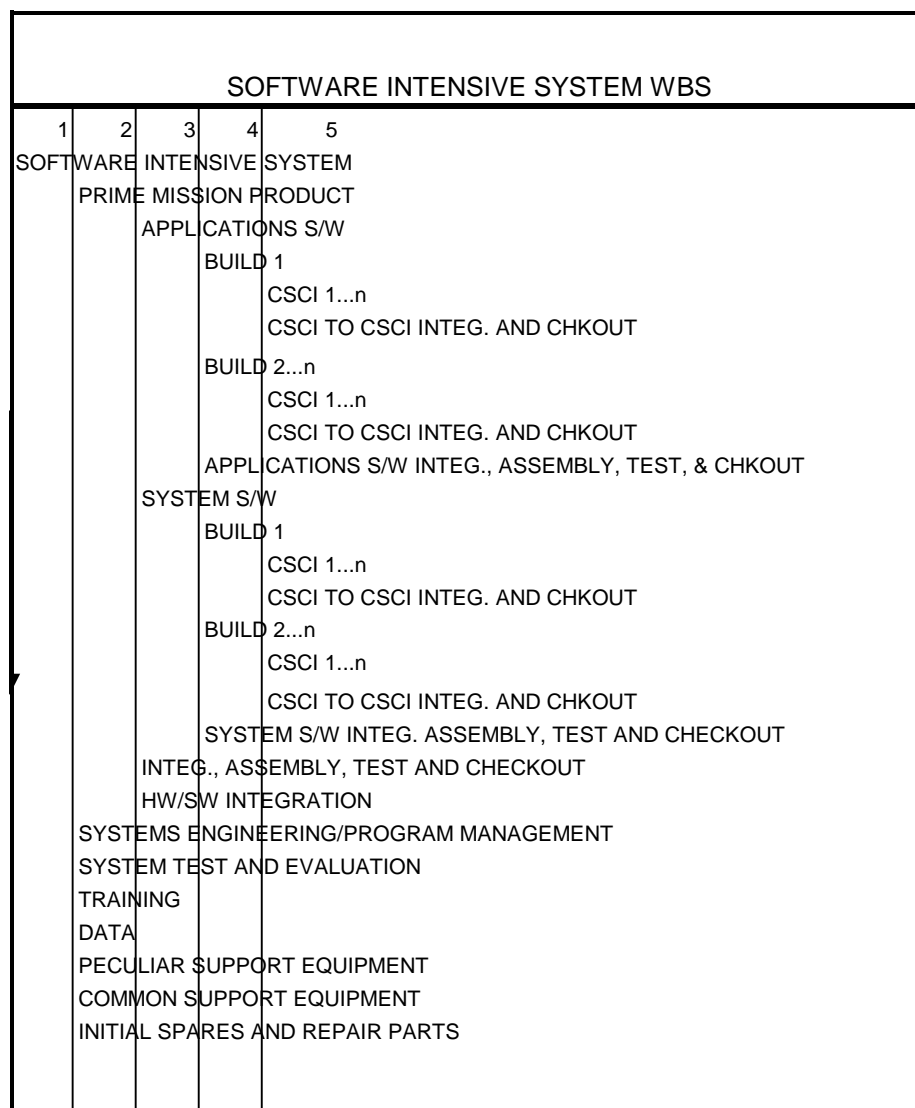 SOFTWARE INTENSIVE SYSTEM WBS
1 2 3 4 5
SOFTWARE INTENSIVE SYSTEM
PRIME MISSION PRODUCT
APPLICATIONS S/W
BUILD 1
CSCI 1...n
CSCI TO CSCI INTEG. AND CHKOUT
BUILD 2...n
CSCI 1...n
CSCI TO CSCI INTEG. AND CHKOUT
APPLICATIONS S/W INTEG., ASSEMBLY, TEST, & CHKOUT
SYSTEM S/W
BUILD 1
CSCI 1...n
CSCI TO CSCI INTEG. AND CHKOUT
BUILD 2...n
CSCI 1...n
CSCI TO CSCI INTEG. AND CHKOUT
SYSTEM S/W INTEG. ASSEMBLY, TEST AND CHECKOUT
INTEG., ASSEMBLY, TEST AND CHECKOUT
HW/SW INTEGRATION
SYSTEMS ENGINEERING/PROGRAM MANAGEMENT
SYSTEM TEST AND EVALUATION
TRAINING
DATA
PECULIAR SUPPORT EQUIPMENT
COMMON SUPPORT EQUIPMENT
INITIAL SPARES AND REPAIR PARTS